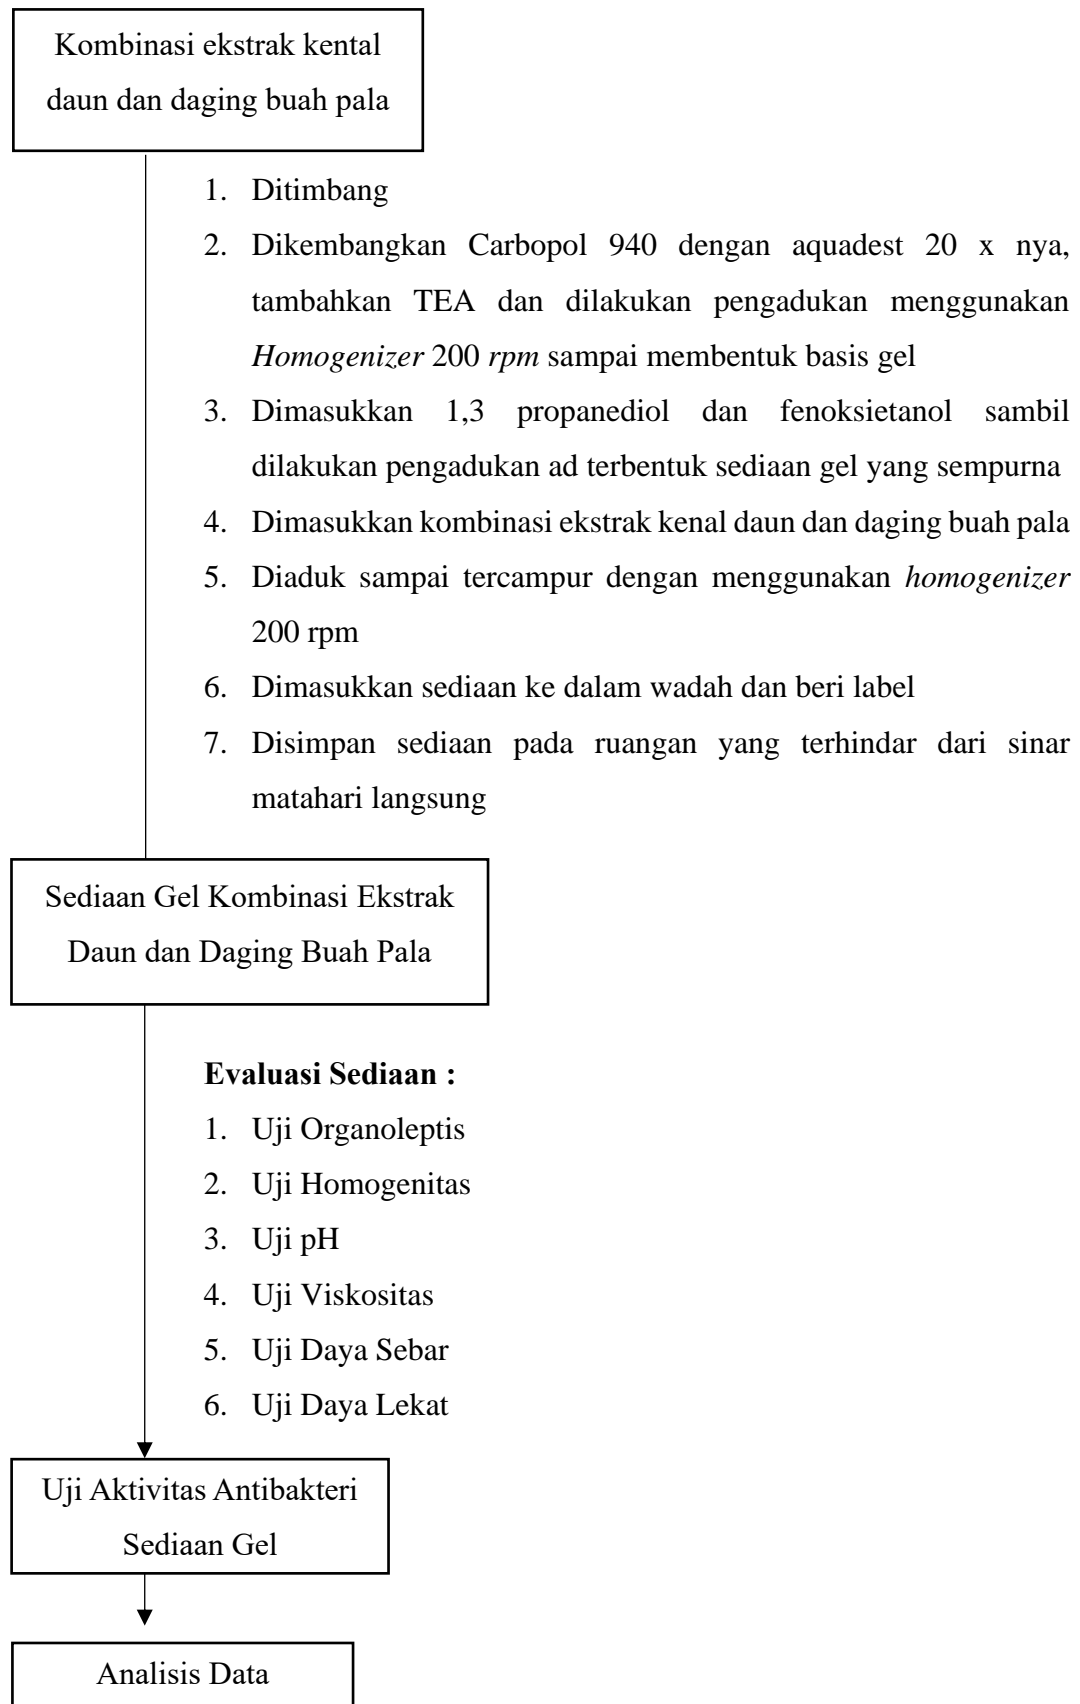 Kombinasi ekstrak kental
daun dan daging buah pala
1. Ditimbang
2. Dikembangkan Carbopol 940 dengan aquadest 20 x nya,
tambahkan TEA dan dilakukan pengadukan menggunakan
Homogenizer 200 rpm sampai membentuk basis gel
3. Dimasukkan 1,3 propanediol dan fenoksietanol sambil
dilakukan pengadukan ad terbentuk sediaan gel yang sempurna
4. Dimasukkan kombinasi ekstrak kenal daun dan daging buah pala
5. Diaduk sampai tercampur dengan menggunakan homogenizer
200 rpm
6. Dimasukkan sediaan ke dalam wadah dan beri label
7. Disimpan sediaan pada ruangan yang terhindar dari sinar
matahari langsung
Sediaan Gel Kombinasi Ekstrak
Daun dan Daging Buah Pala
Evaluasi Sediaan :
1. Uji Organoleptis
2. Uji Homogenitas
3. Uji pH
4. Uji Viskositas
5. Uji Daya Sebar
6. Uji Daya Lekat
Uji Aktivitas Antibakteri
Sediaan Gel
Analisis Data